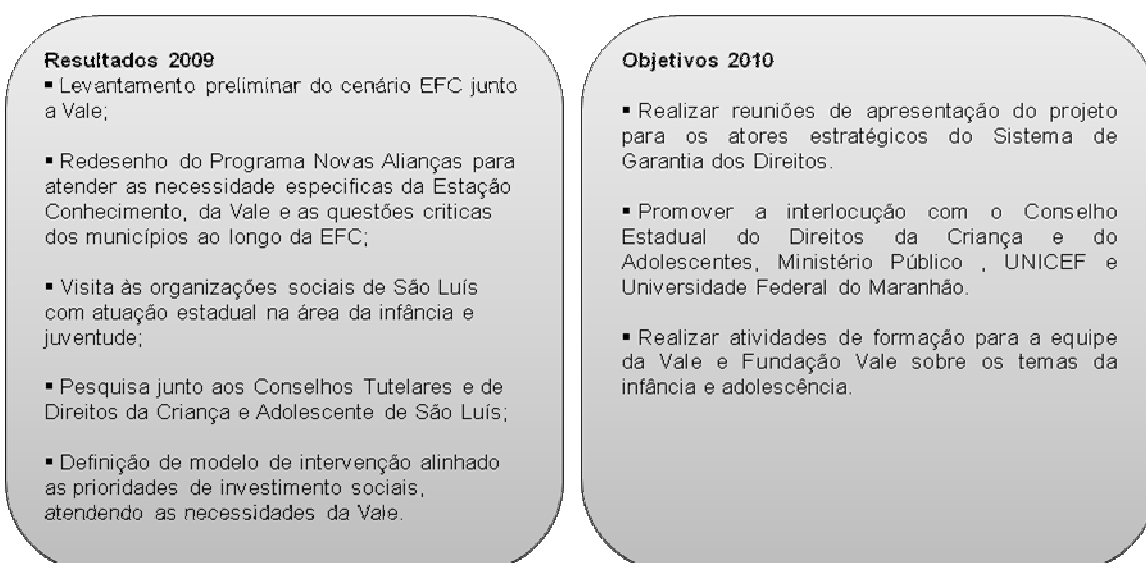 Resultados 2009
▪ Levantamento preliminar do cenário EFC junto
a Vale;
▪ Redesenho do Programa Novas Alianças para
atender as necessidade especificas da Estação
Conhecimento, da Vale e as questões criticas
dos municípios ao longo da EFC;
▪ Visita às organizações sociais de São Luís
com atuação estadual na área da infância e
juventude;
▪ Pesquisa junto aos Conselhos Tutelares e de
Direitos da Criança e Adolescente de São Luís;
▪ Definição de modelo de intervenção alinhado
as prioridades de investimento sociais,
atendendo as necessidades da Vale.
Objetivos 2010
▪ Realizar reuniões de apresentação do projeto
para os atores estratégicos do Sistema de
Garantia dos Direitos.
▪ Promover a interlocução com o Conselho
Estadual do Direitos da Criança e do
Adolescentes, Ministério Público , UNICEF e
Universidade Federal do Maranhão.
▪ Realizar atividades de formação para a equipe
da Vale e Fundação Vale sobre os temas da
infância e adolescência.